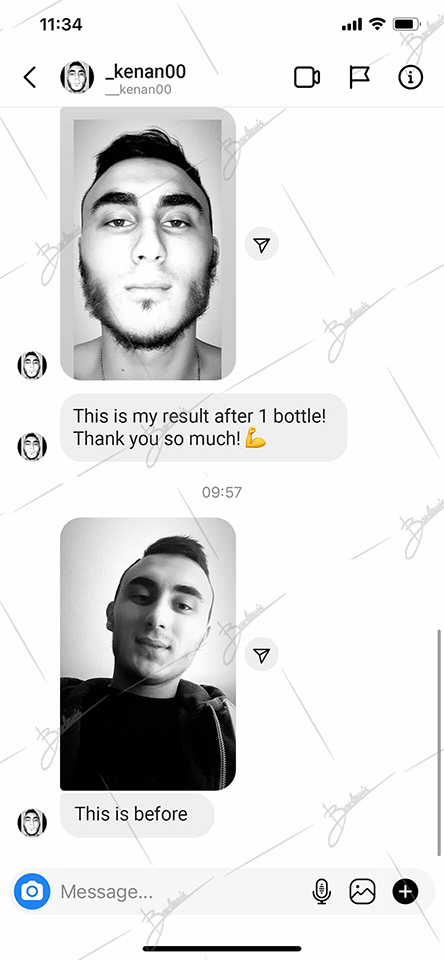 11:34
_kenan00
__kenan00
This is my result after 1 bottle!
Thank you so much!💪
09:57
This is before
Message...